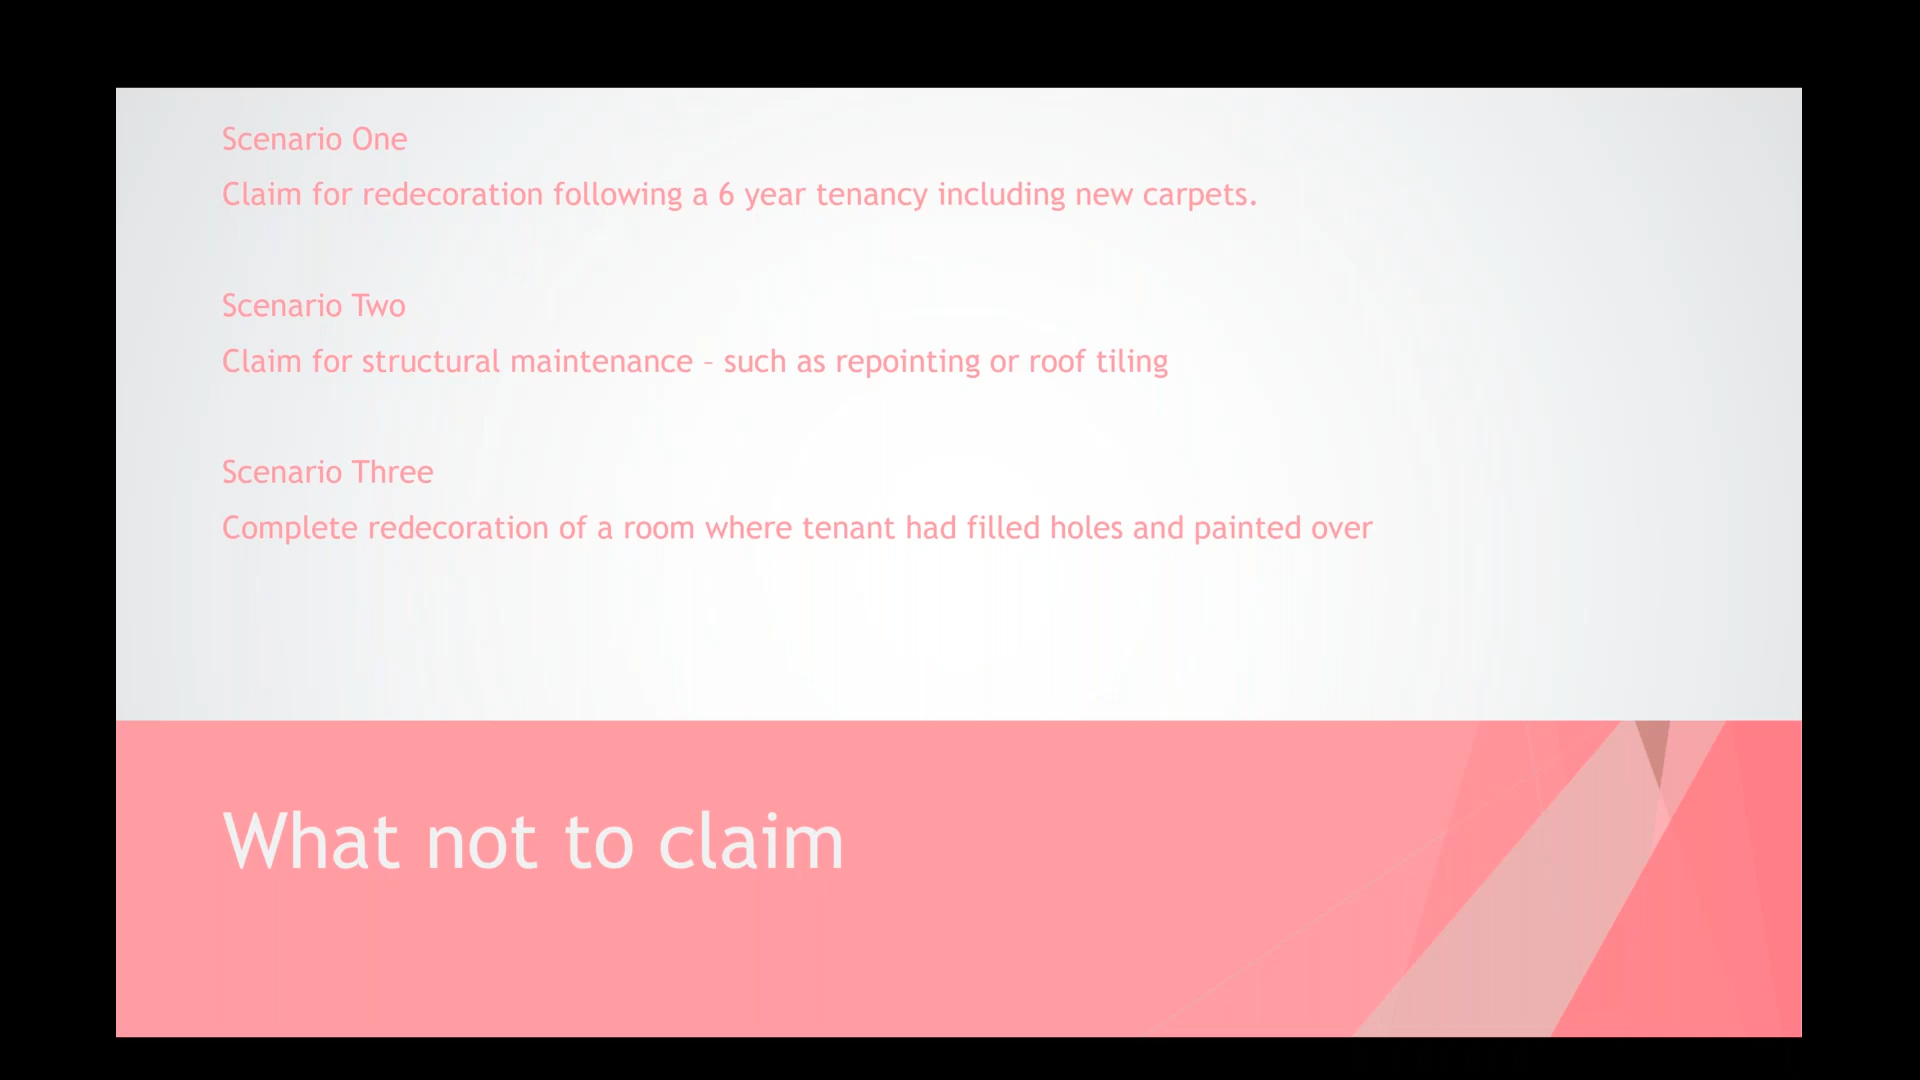 Scenario One
Claim for redecoration following a 6 year tenancy including new carpets.
Scenario Two
Claim for structural maintenance – such as repointing or roof tiling
Scenario Three
Complete redecoration of a room where tenant had filled holes and painted over
What not to claim